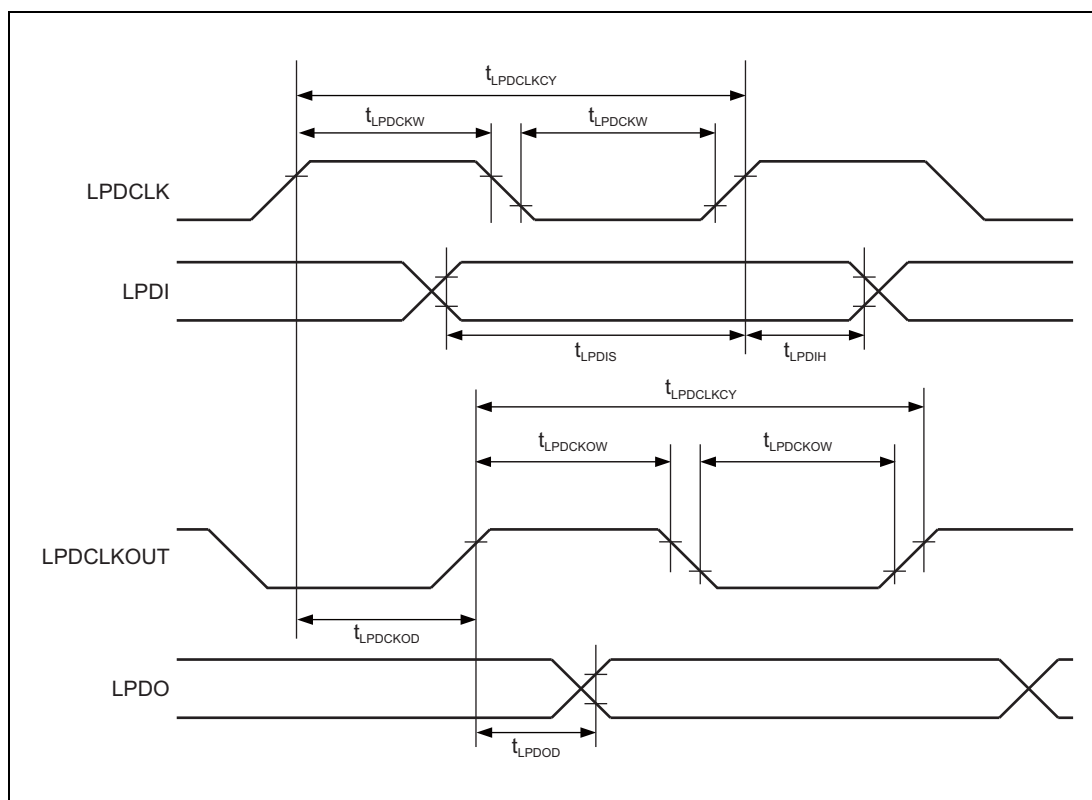 tLPDCLKCY
tLPDCKW tLPDCKW
LPDCLK
LPDI
tLPDIS tLPDIH
tLPDCLKCY
tLPDCKOW tLPDCKOW
LPDCLKOUT
tLPDCKOD
LPDO
tLPDOD